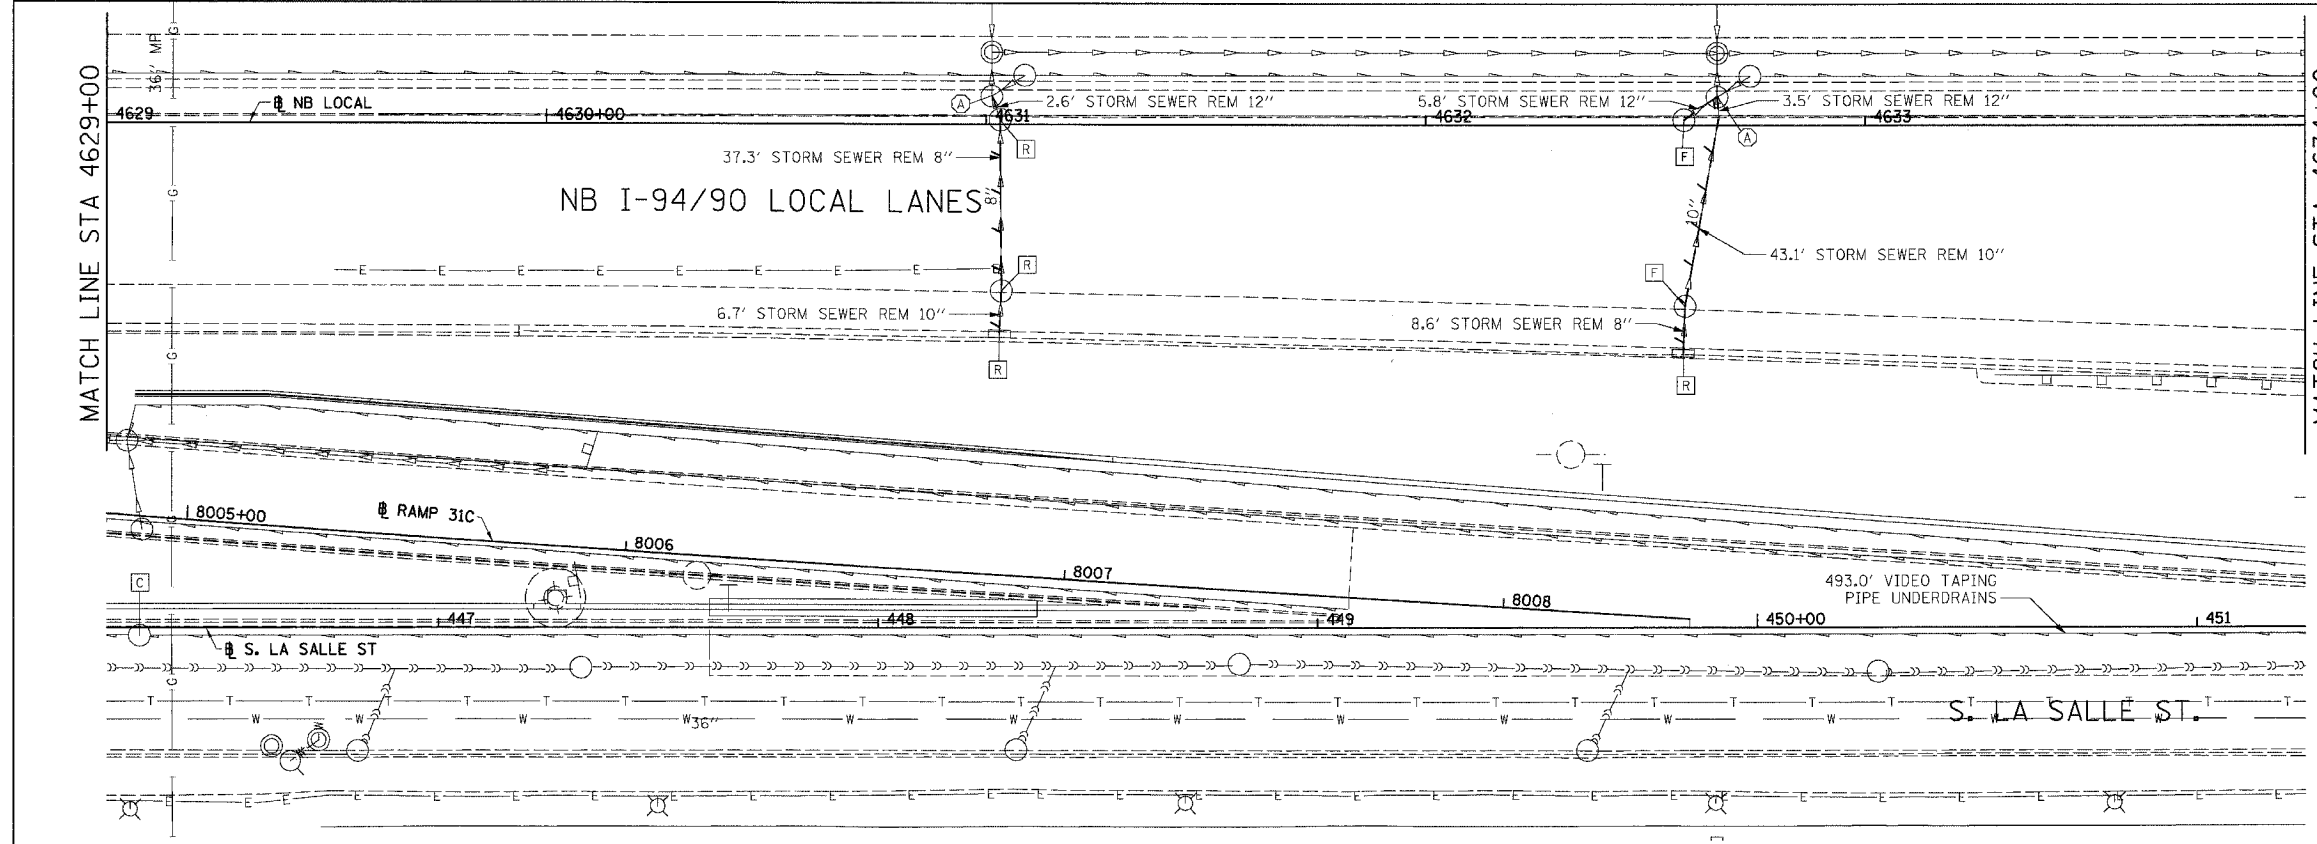 MATCH LINE STA 4629+00
36" MP
G
℄ NB LOCAL
4629
4630+00
4631
4632
4633
A
2.6' STORM SEWER REM 12"
5.8' STORM SEWER REM 12"
3.5' STORM SEWER REM 12"
A
R
F
37.3' STORM SEWER REM 8"
8"
NB I-94/90 LOCAL LANES
10"
43.1' STORM SEWER REM 10"
E E E E E E E E E
R
F
6.7' STORM SEWER REM 10"
8.6' STORM SEWER REM 8"
R
R
8005+00
℄ RAMP 31C
8006
8007
8008
C
493.0' VIDEO TAPING
PIPE UNDERDRAINS
447
448
449
450+00
451
℄ S. LA SALLE ST
T T T T T T T T
W W W W36" W W W W
S. LA SALLE ST.
E E E E E E E E